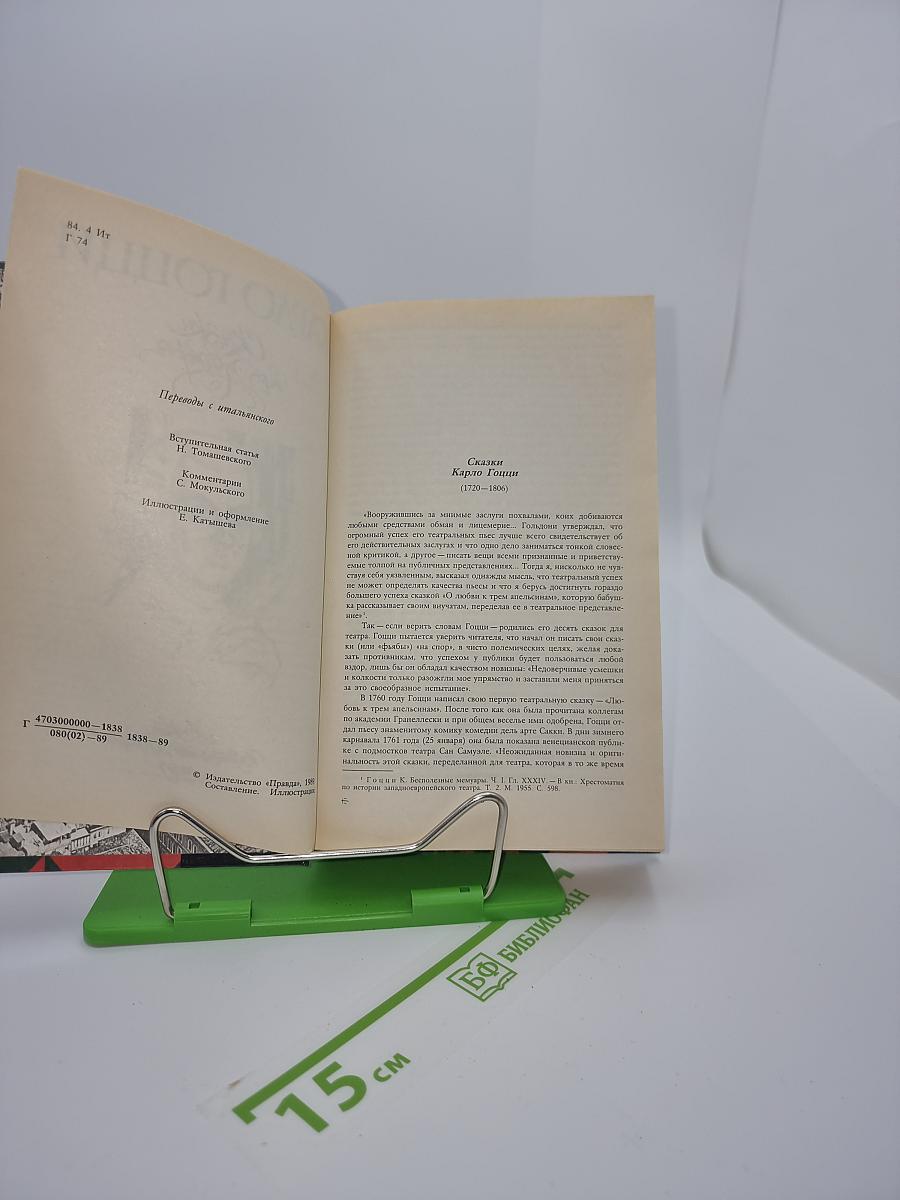 84. 4 Ит
Г 74
Переводы с итальянского
Вступительная статья
Н. Томашевского
Комментарии
С. Мокульского
Иллюстрации и оформление
Е. Катышева
Г 4703000000—1838
080(02)—89 1838—89
© Издательство «Правда», 1989
Составление. Иллюстрации.
Сказки
Карло Гоцци
(1720—1806)
«Вооружившись за мнимые заслуги похвалами, коих добиваются
любыми средствами обман и лицемерие... Гольдони утверждал, что
огромный успех его театральных пьес лучше всего свидетельствует об
его действительных заслугах и что одно дело заниматься тонкой словес-
ной критикой, а другое — писать вещи всеми признанные и приветству-
емые толпой на публичных представлениях... Тогда я, нисколько не чув-
ствуя себя уязвленным, высказал однажды мысль, что театральный успех
не может определять качества пьесы и что я берусь достигнуть гораздо
большего успеха сказкой «О любви к трем апельсинам», которую бабуш-
ка рассказывает своим внучатам, переделав ее в театральное представле-
ние»¹.
Так — если верить словам Гоцци — родились его десять сказок для
театра. Гоцци пытается уверить читателя, что начал он писать свои сказ-
ки (или «фьябы») «на спор», в чисто полемических целях, желая дока-
зать противникам, что успехом у публики будет пользоваться любой
вздор, лишь бы он обладал качеством новизны: «Недоверчивые усмешки
и колкости только разожгли мое упрямство и заставили меня приняться
за это своеобразное испытание».
В 1760 году Гоцци написал свою первую театральную сказку — «Лю-
бовь к трем апельсинам». После того как она была прочитана коллегам
по академии Гранеллески и при общем веселье ими одобрена, Гоцци от-
дал пьесу знаменитому комику комедии дель арте Сакки. В дни зимнего
карнавала 1761 года (25 января) она была показана венецианской публи-
ке с подмостков театра Сан Самуэле. «Неожиданная новизна и ориги-
нальность этой сказки, переделанной для театра, которая в то же время
¹ Гоцци К. Бесполезные мемуары. Ч. I. Гл. XXXIV. — В кн.: Хрестоматия
по истории западноевропейского театра. Т. 2. М. 1955. С. 598.
БФ БИБЛИОФАН
15 см